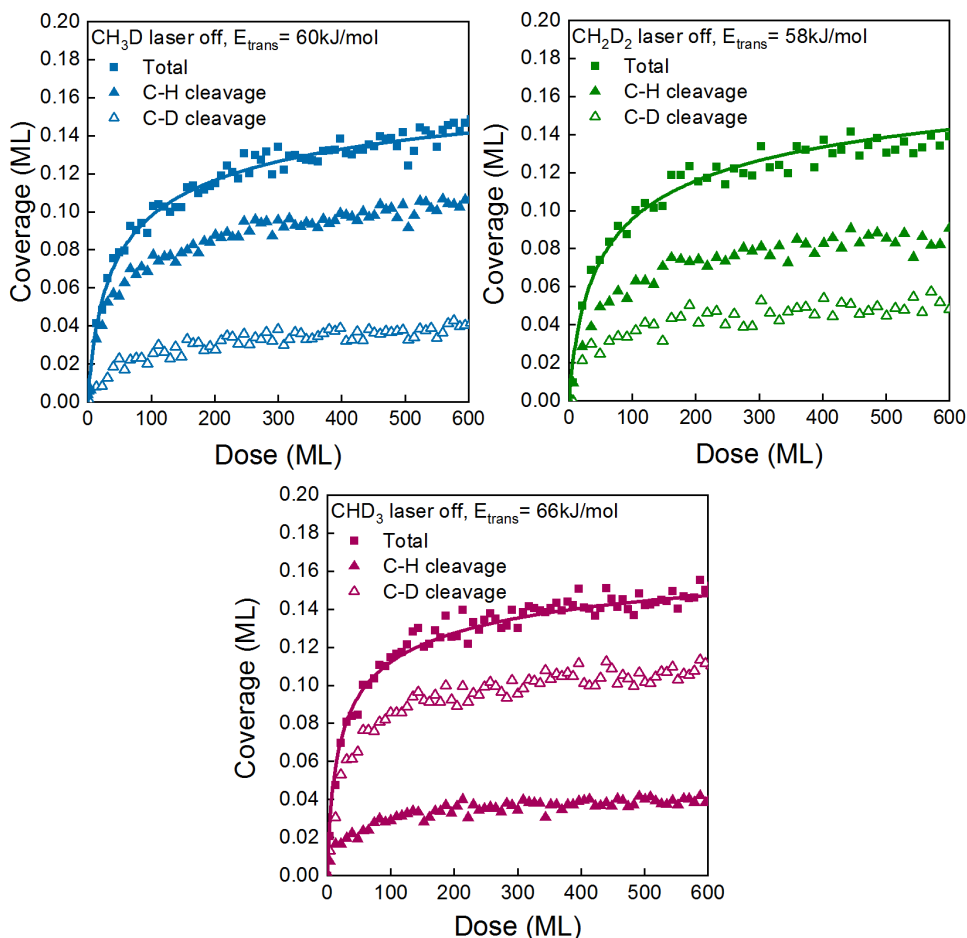 CH₃D laser off, E_trans= 60kJ/mol
Total
C-H cleavage
C-D cleavage
Coverage (ML)
0.20
0.18
0.16
0.14
0.12
0.10
0.08
0.06
0.04
0.02
0.00
0 100 200 300 400 500 600
Dose (ML)
CH₂D₂ laser off, E_trans= 58kJ/mol
Total
C-H cleavage
C-D cleavage
Coverage (ML)
0.20
0.18
0.16
0.14
0.12
0.10
0.08
0.06
0.04
0.02
0.00
0 100 200 300 400 500 600
Dose (ML)
CHD₃ laser off, E_trans= 66kJ/mol
Total
C-H cleavage
C-D cleavage
Coverage (ML)
0.20
0.18
0.16
0.14
0.12
0.10
0.08
0.06
0.04
0.02
0.00
0 100 200 300 400 500 600
Dose (ML)